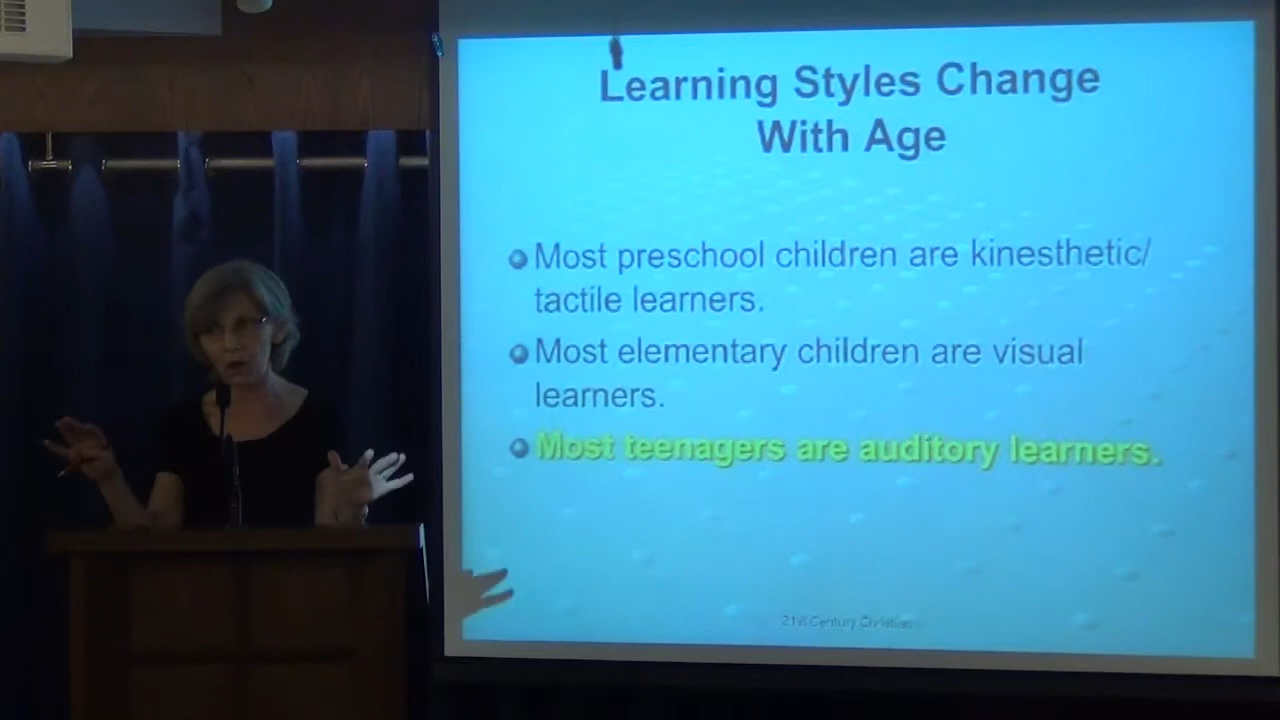 Learning Styles Change
With Age
Most preschool children are kinesthetic/
tactile learners.
Most elementary children are visual
learners.
Most teenagers are auditory learners.
21st Century Christian